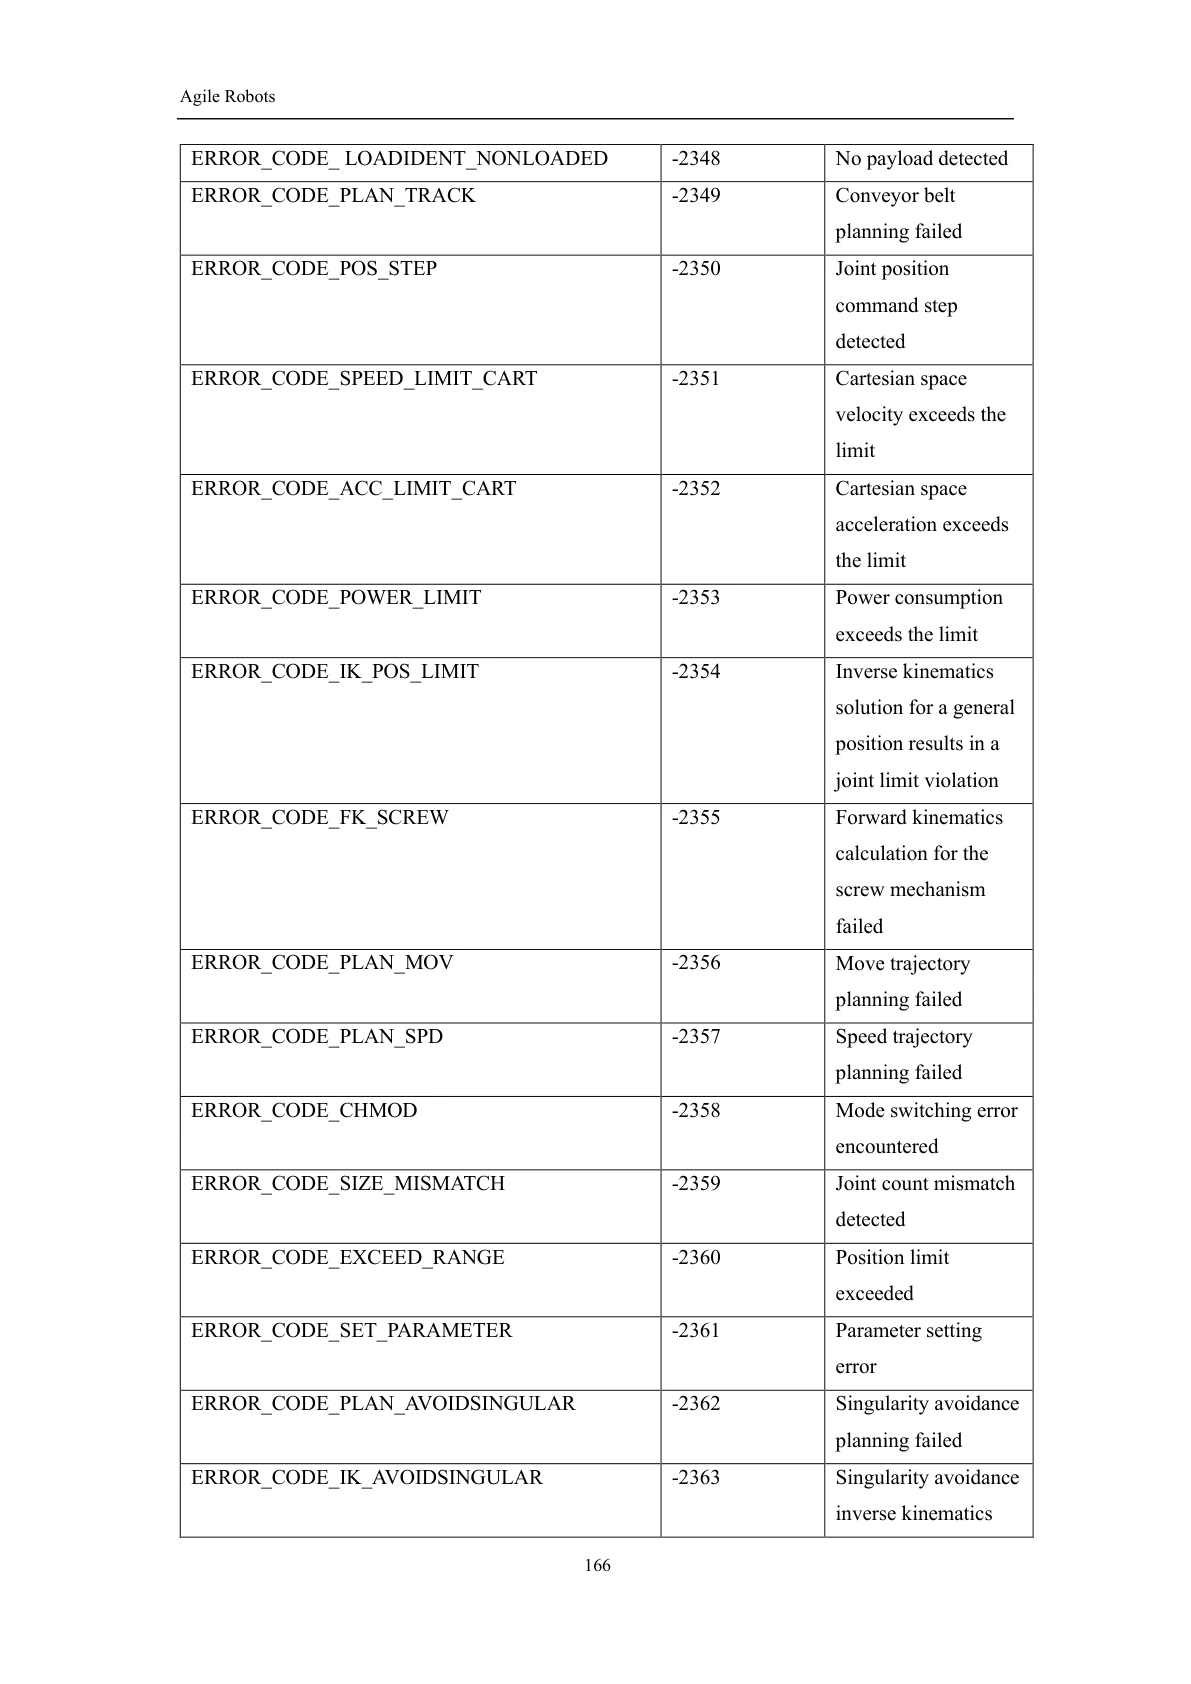 Agile Robots
ERROR_CODE_ LOADIDENT_NONLOADED -2348 No payload detected
ERROR_CODE_PLAN_TRACK -2349 Conveyor belt
planning failed
ERROR_CODE_POS_STEP -2350 Joint position
command step
detected
ERROR_CODE_SPEED_LIMIT_CART -2351 Cartesian space
velocity exceeds the
limit
ERROR_CODE_ACC_LIMIT_CART -2352 Cartesian space
acceleration exceeds
the limit
ERROR_CODE_POWER_LIMIT -2353 Power consumption
exceeds the limit
ERROR_CODE_IK_POS_LIMIT -2354 Inverse kinematics
solution for a general
position results in a
joint limit violation
ERROR_CODE_FK_SCREW -2355 Forward kinematics
calculation for the
screw mechanism
failed
ERROR_CODE_PLAN_MOV -2356 Move trajectory
planning failed
ERROR_CODE_PLAN_SPD -2357 Speed trajectory
planning failed
ERROR_CODE_CHMOD -2358 Mode switching error
encountered
ERROR_CODE_SIZE_MISMATCH -2359 Joint count mismatch
detected
ERROR_CODE_EXCEED_RANGE -2360 Position limit
exceeded
ERROR_CODE_SET_PARAMETER -2361 Parameter setting
error
ERROR_CODE_PLAN_AVOIDSINGULAR -2362 Singularity avoidance
planning failed
ERROR_CODE_IK_AVOIDSINGULAR -2363 Singularity avoidance
inverse kinematics
166